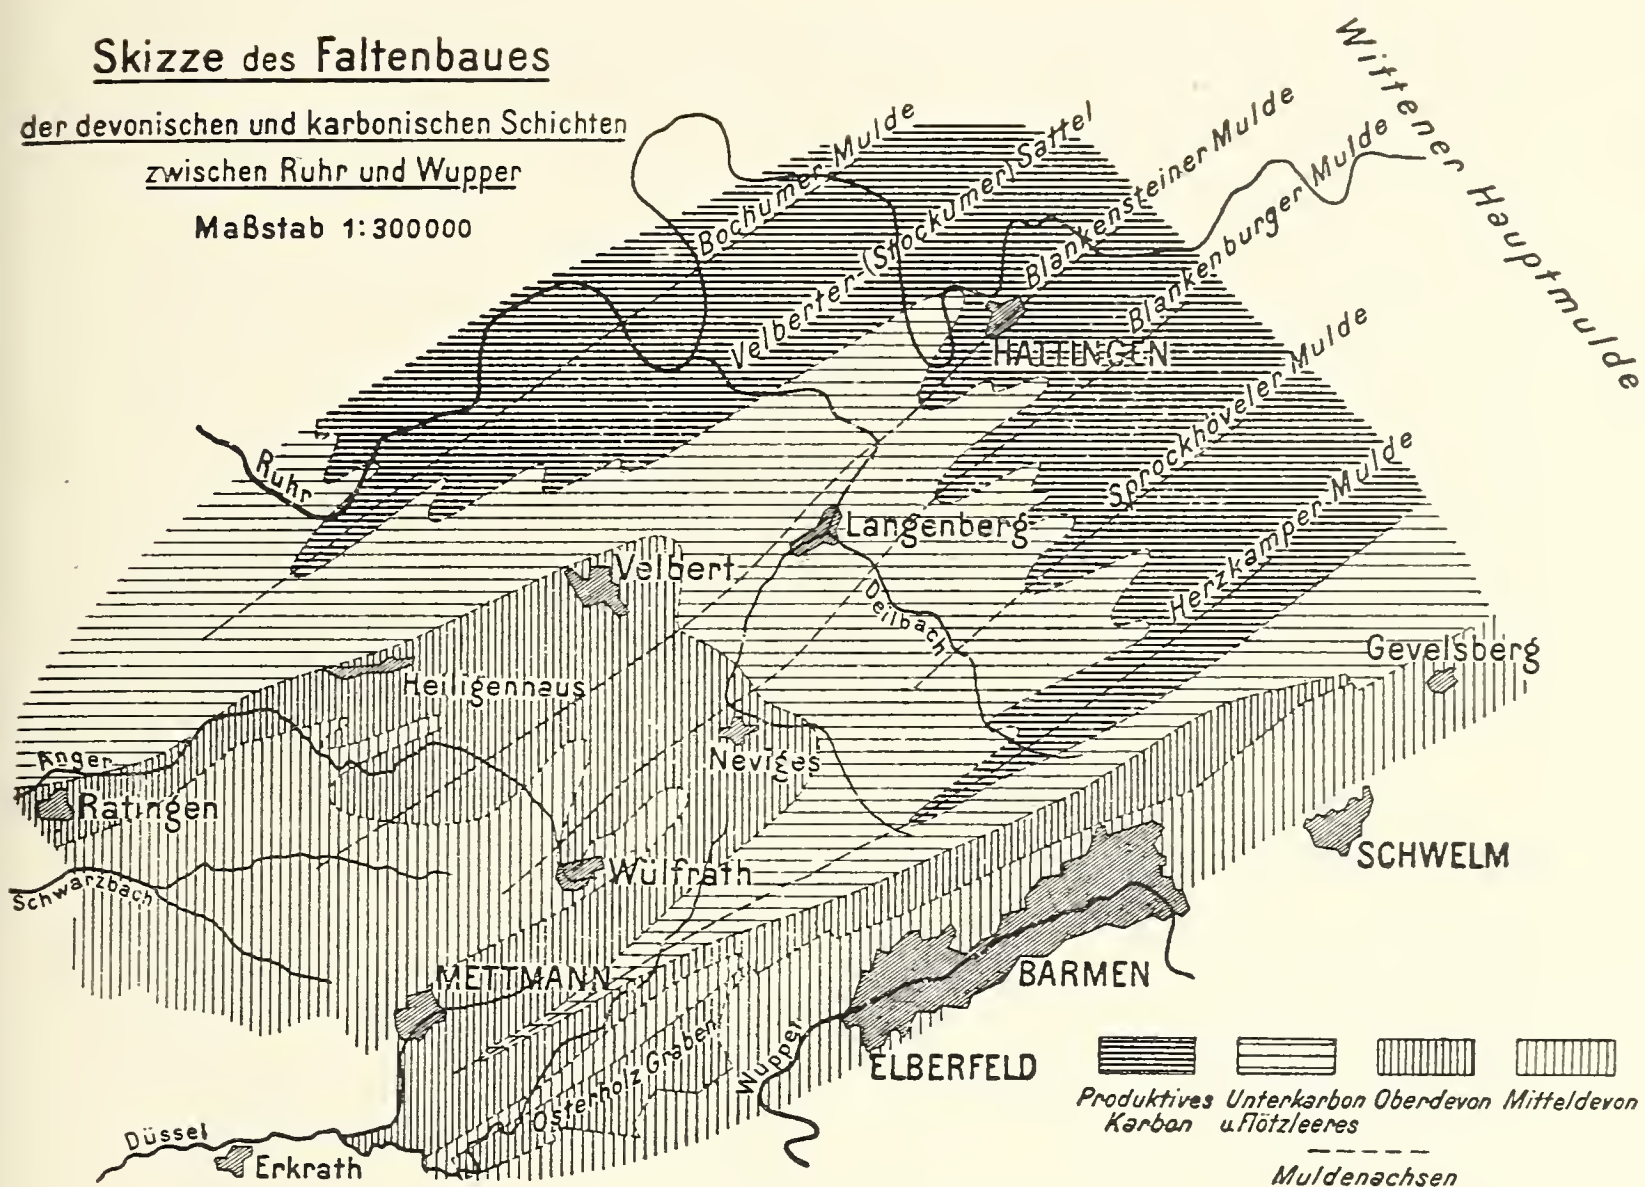 Skizze des Faltenbaues
der devonischen und karbonischen Schichten
zwischen Ruhr und Wupper
Maßstab 1:300000
Wittener Hauptmulde
Bochumer Mulde
Velberter-(Stockumer) Sattel
Blankensteiner Mulde
Blankenburger Mulde
Sprockhöveler Mulde
Herzkamper Mulde
HATTINGEN
Ruhr
Langenberg
Velbert
Deilbach
Gevelsberg
Heiligenhaus
Neviges
Anger
Ratingen
Schwarzbach
Wülfrath
SCHWELM
METTMANN
BARMEN
Osterholz Graben
Wupper
ELBERFELD
Düssel
Erkrath
Produktives Karbon
Unterkarbon u. Flötzleeres
Oberdevon
Mitteldevon
Muldenachsen